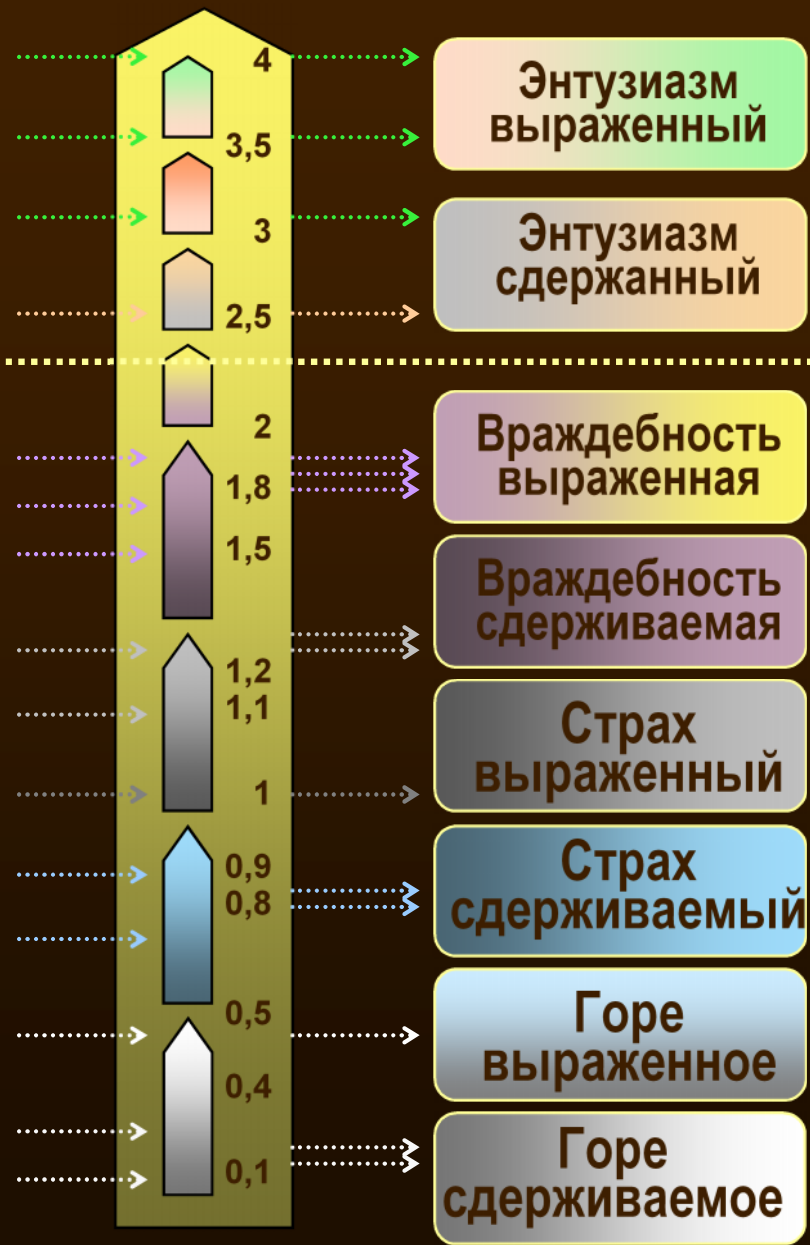 4
3,5
3
2,5
2
1,8
1,5
1,2
1,1
1
0,9
0,8
0,5
0,4
0,1
Энтузиазм
выраженный
Энтузиазм
сдержанный
Враждебность
выраженная
Враждебность
сдерживаемая
Страх
выраженный
Страх
сдерживаемый
Горе
выраженное
Горе
сдерживаемое